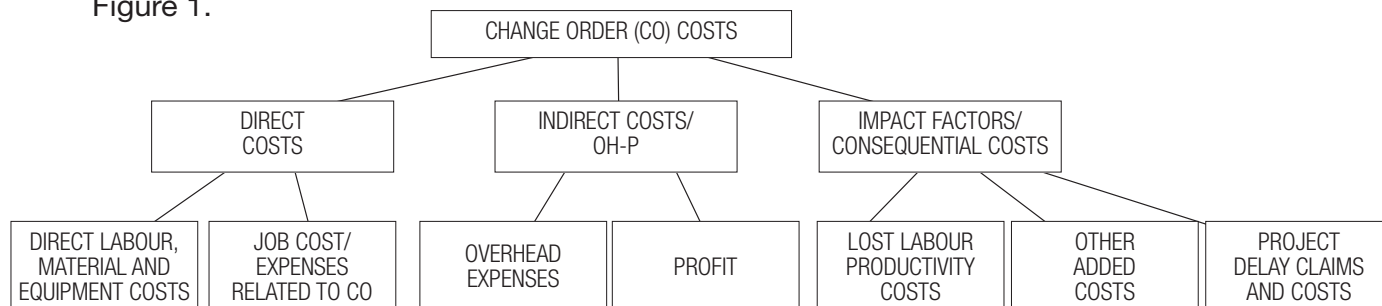 Figure 1.
CHANGE ORDER (CO) COSTS
DIRECT
COSTS
INDIRECT COSTS/
OH-P
IMPACT FACTORS/
CONSEQUENTIAL COSTS
DIRECT LABOUR,
MATERIAL AND
EQUIPMENT COSTS
JOB COST/
EXPENSES
RELATED TO CO
OVERHEAD
EXPENSES
PROFIT
LOST LABOUR
PRODUCTIVITY
COSTS
OTHER
ADDED
COSTS
PROJECT
DELAY CLAIMS
AND COSTS